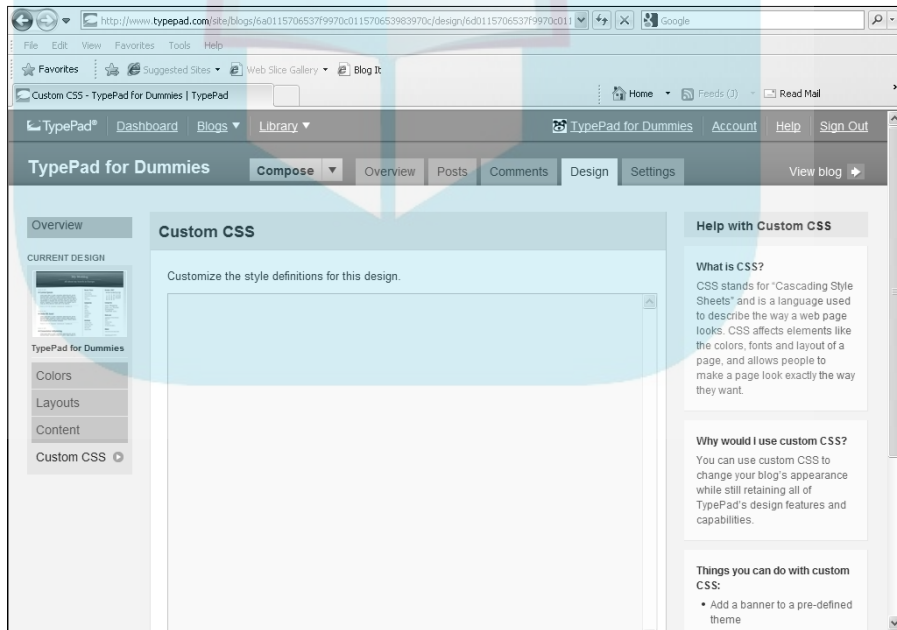 http://www.typepad.com/site/blogs/6a0115706537f9970c011570653983970c/design/6d0115706537f9970c011
Google
File Edit View Favorites Tools Help
Favorites Suggested Sites Web Slice Gallery Blog It
Custom CSS - TypePad for Dummies | TypePad
Home Feeds (J) Read Mail
TypePad® Dashboard Blogs Library TypePad for Dummies Account Help Sign Out
TypePad for Dummies Compose Overview Posts Comments Design Settings View blog
Overview
CURRENT DESIGN
TypePad for Dummies
Colors
Layouts
Content
Custom CSS
Custom CSS
Customize the style definitions for this design.
Help with Custom CSS
What is CSS?
CSS stands for "Cascading Style
Sheets" and is a language used
to describe the way a web page
looks. CSS affects elements like
the colors, fonts and layout of a
page, and allows people to
make a page look exactly the way
they want.
Why would I use custom CSS?
You can use custom CSS to
change your blog's appearance
while still retaining all of
TypePad's design features and
capabilities.
Things you can do with custom
CSS:
• Add a banner to a pre-defined
theme